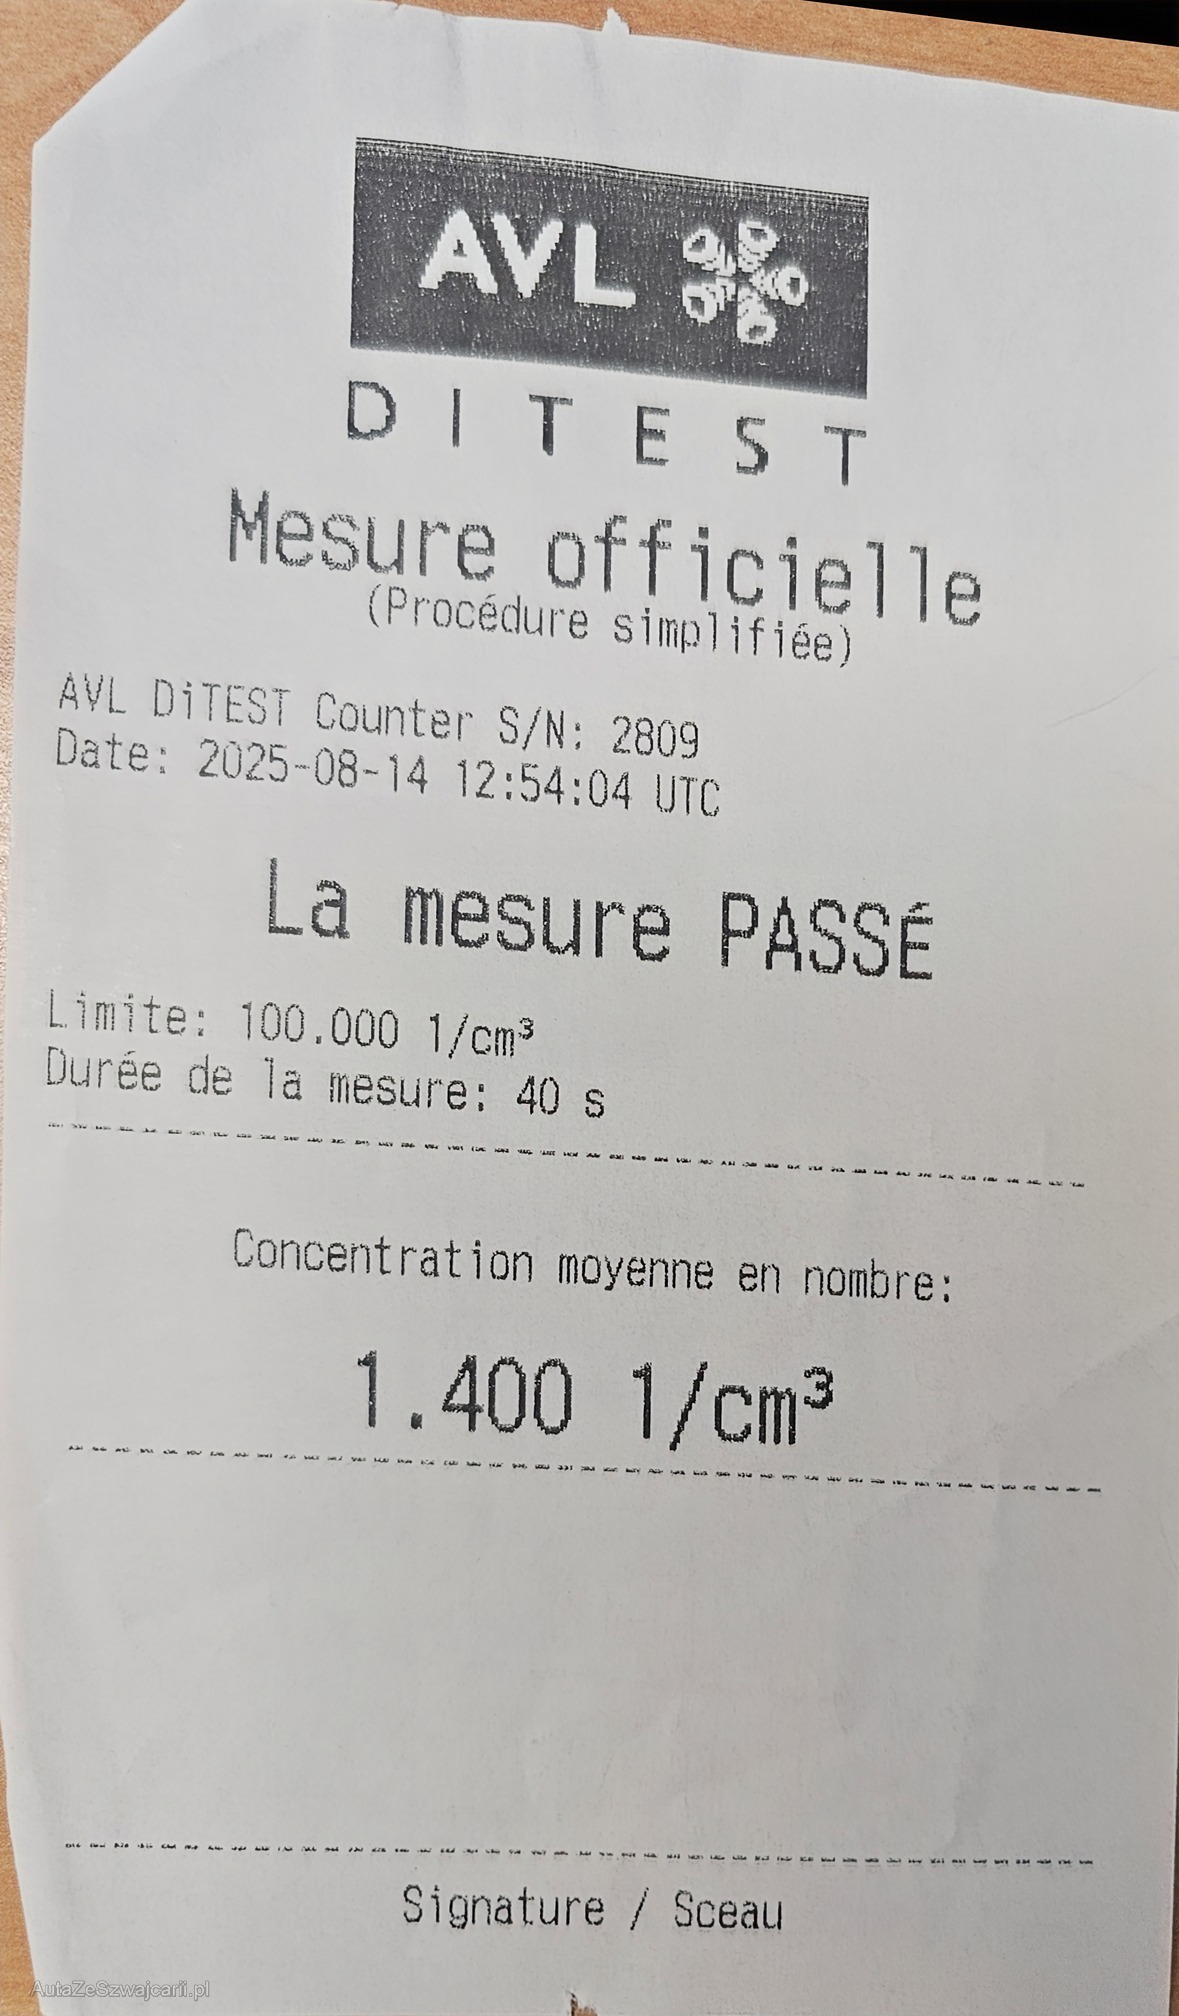 AVL
DITEST
Mesure officielle
(Procédure simplifiée)
AVL DiTEST Counter S/N: 2809
Date: 2025-08-14 12:54:04 UTC
La mesure PASSÉ
Limite: 100.000 1/cm³
Durée de la mesure: 40 s
Concentration moyenne en nombre:
1.400 1/cm³
Signature / Sceau
AutaZeSzwajcarii.pl